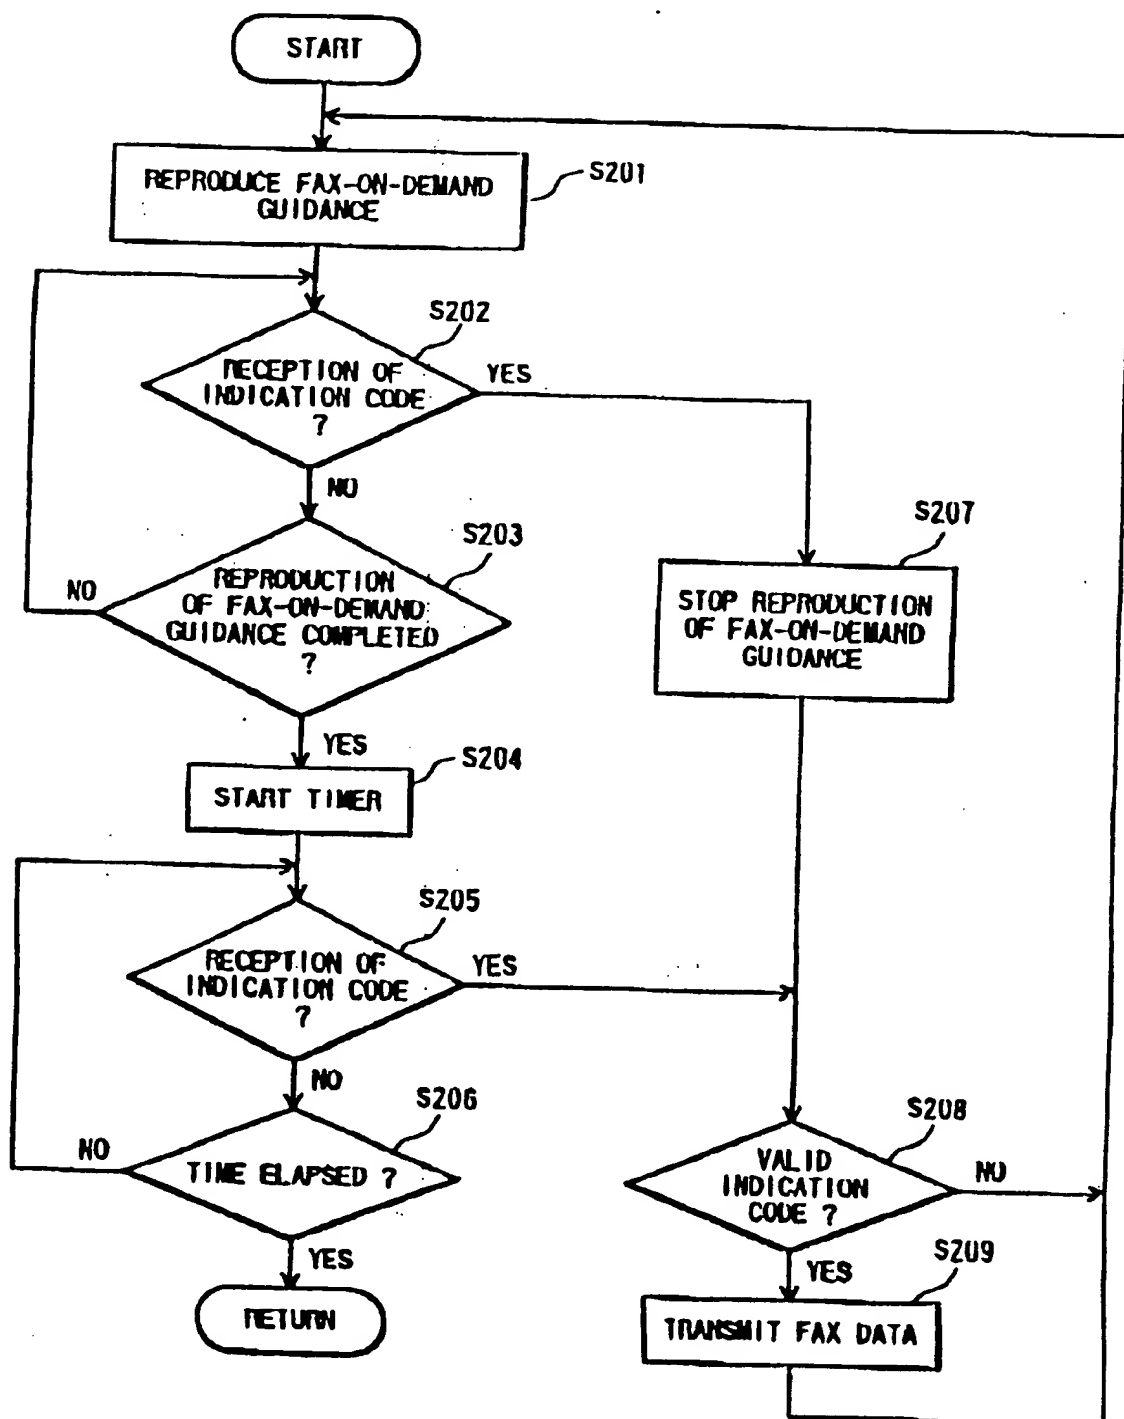 START
REPRODUCE FAX-ON-DEMAND
GUIDANCE
S201
S202
RECEPTION OF
INDICATION CODE
?
YES
NO
S203
REPRODUCTION
OF FAX-ON-DEMAND
GUIDANCE COMPLETED
?
NO
YES
S207
STOP REPRODUCTION
OF FAX-ON-DEMAND
GUIDANCE
S204
START TIMER
S205
RECEPTION OF
INDICATION CODE
?
YES
NO
S206
TIME ELAPSED ?
NO
YES
RETURN
S208
VALID
INDICATION
CODE ?
NO
YES
S209
TRANSMIT FAX DATA